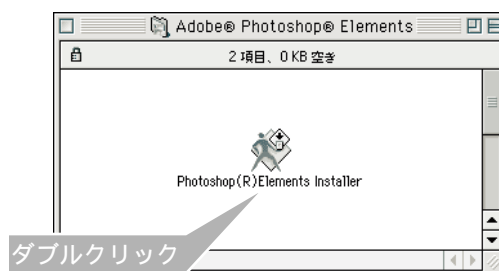 Adobe® Photoshop® Elements
2 項目、0 KB 空き
Photoshop(R)Elements Installer
ダブルクリック